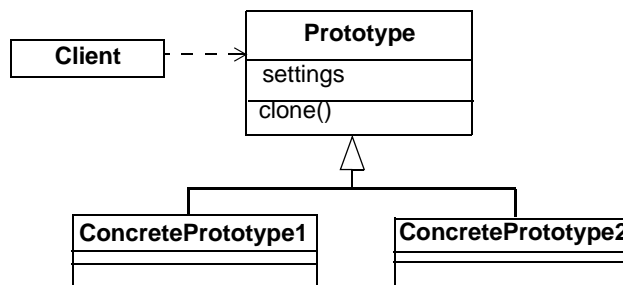 Prototype
Client
settings
clone()
ConcretePrototype1
ConcretePrototype2